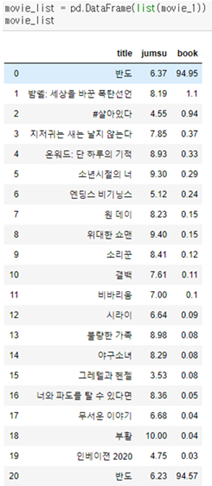 movie_list = pd.DataFrame(list(movie_1))
movie_list
title jumsu book
0 반도 6.37 94.95
1 밤쉘: 세상을 바꾼 폭탄선언 8.19 1.1
2 #살아있다 4.55 0.94
3 지저귀는 새는 날지 않는다 7.85 0.37
4 온워드: 단 하루의 기적 8.93 0.33
5 소년시절의 너 9.30 0.29
6 엔딩스 비기닝스 5.12 0.24
7 원 데이 8.23 0.15
8 위대한 쇼맨 9.40 0.15
9 소리꾼 8.41 0.12
10 결백 7.61 0.11
11 비바리움 7.00 0.1
12 시라이 6.64 0.09
13 불량한 가족 8.98 0.08
14 야구소녀 8.29 0.08
15 그레텔과 헨젤 3.53 0.08
16 너와 파도를 탈 수 있다면 8.36 0.05
17 무서운 이야기 6.68 0.04
18 부활 10.00 0.04
19 인베이젼 2020 4.75 0.03
20 반도 6.23 94.57